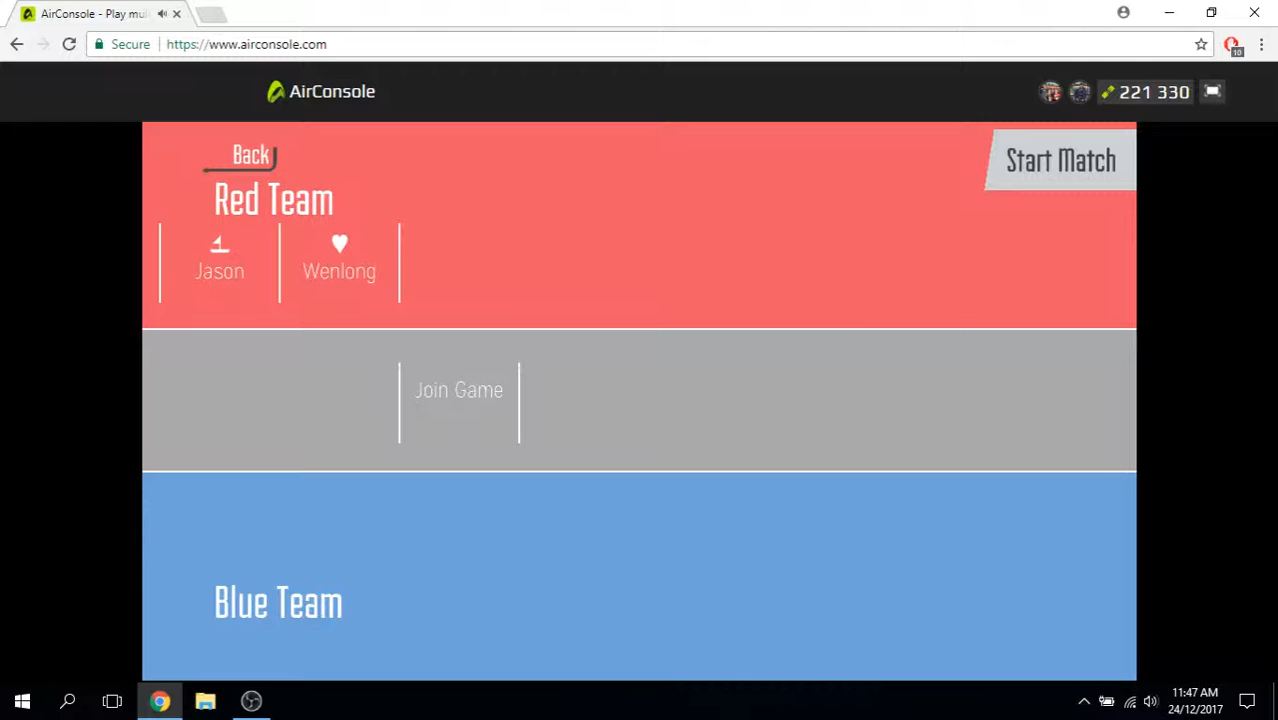 AirConsole - Play mul
Secure
https://www.airconsole.com
10
AirConsole
221 330
Back
Start Match
Red Team
Jason
Wenlong
Join Game
Blue Team
11:47 AM
24/12/2017